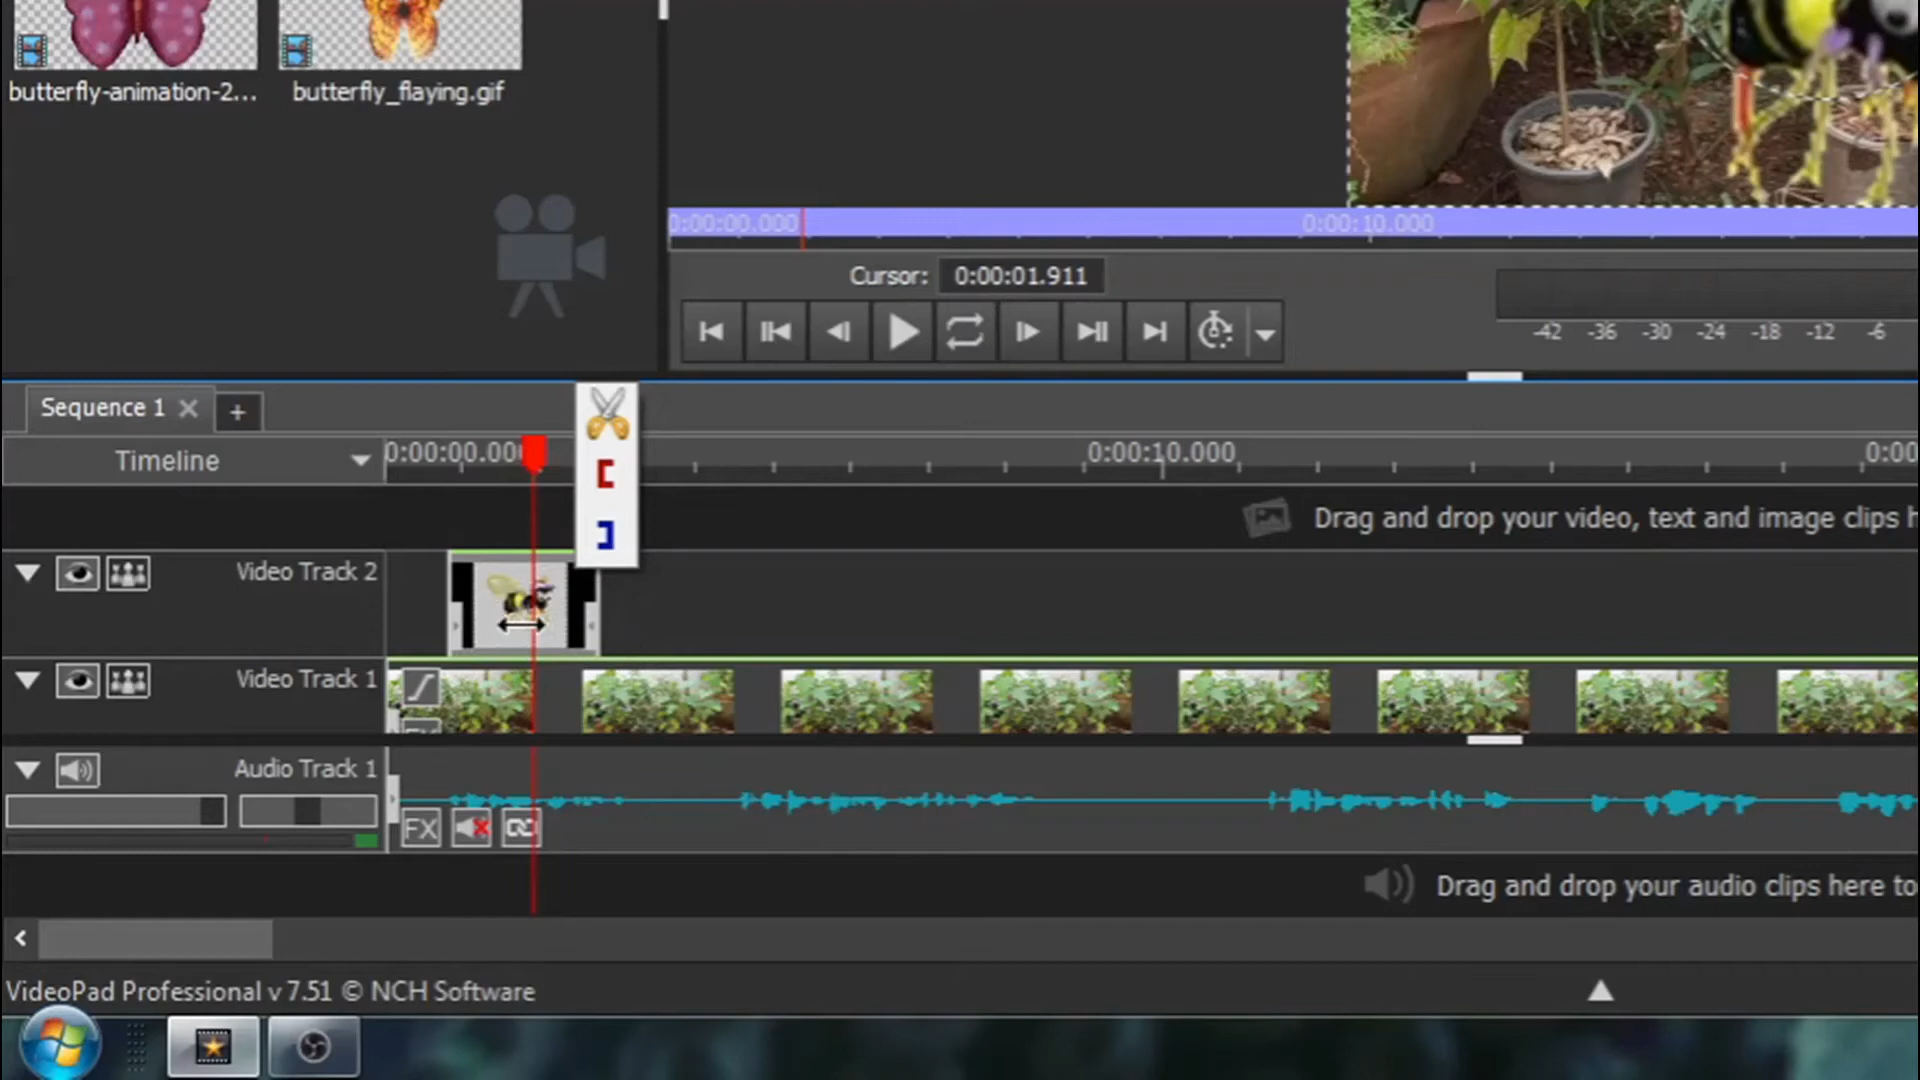 butterfly-animation-2...
butterfly_flaying.gif
0:00:00.000
0:00:10.000
Cursor: 0:00:01.911
-42 -36 -30 -24 -18 -12 -6
Sequence 1
+
Timeline
0:00:00.00
0:00:10.000
0:00
Drag and drop your video, text and image clips h
Video Track 2
Video Track 1
Audio Track 1
FX
Drag and drop your audio clips here to
VideoPad Professional v 7.51 © NCH Software